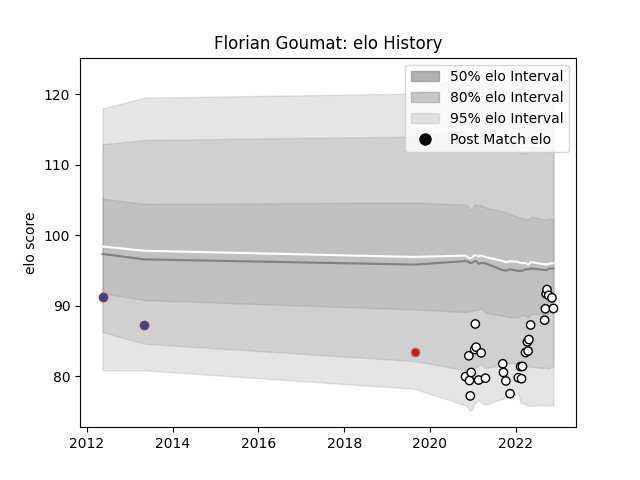 Florian Goumat: elo History
50% elo Interval
80% elo Interval
95% elo Interval
Post Match elo
elo score
120
110
100
90
80
2012
2014
2016
2018
2020
2022